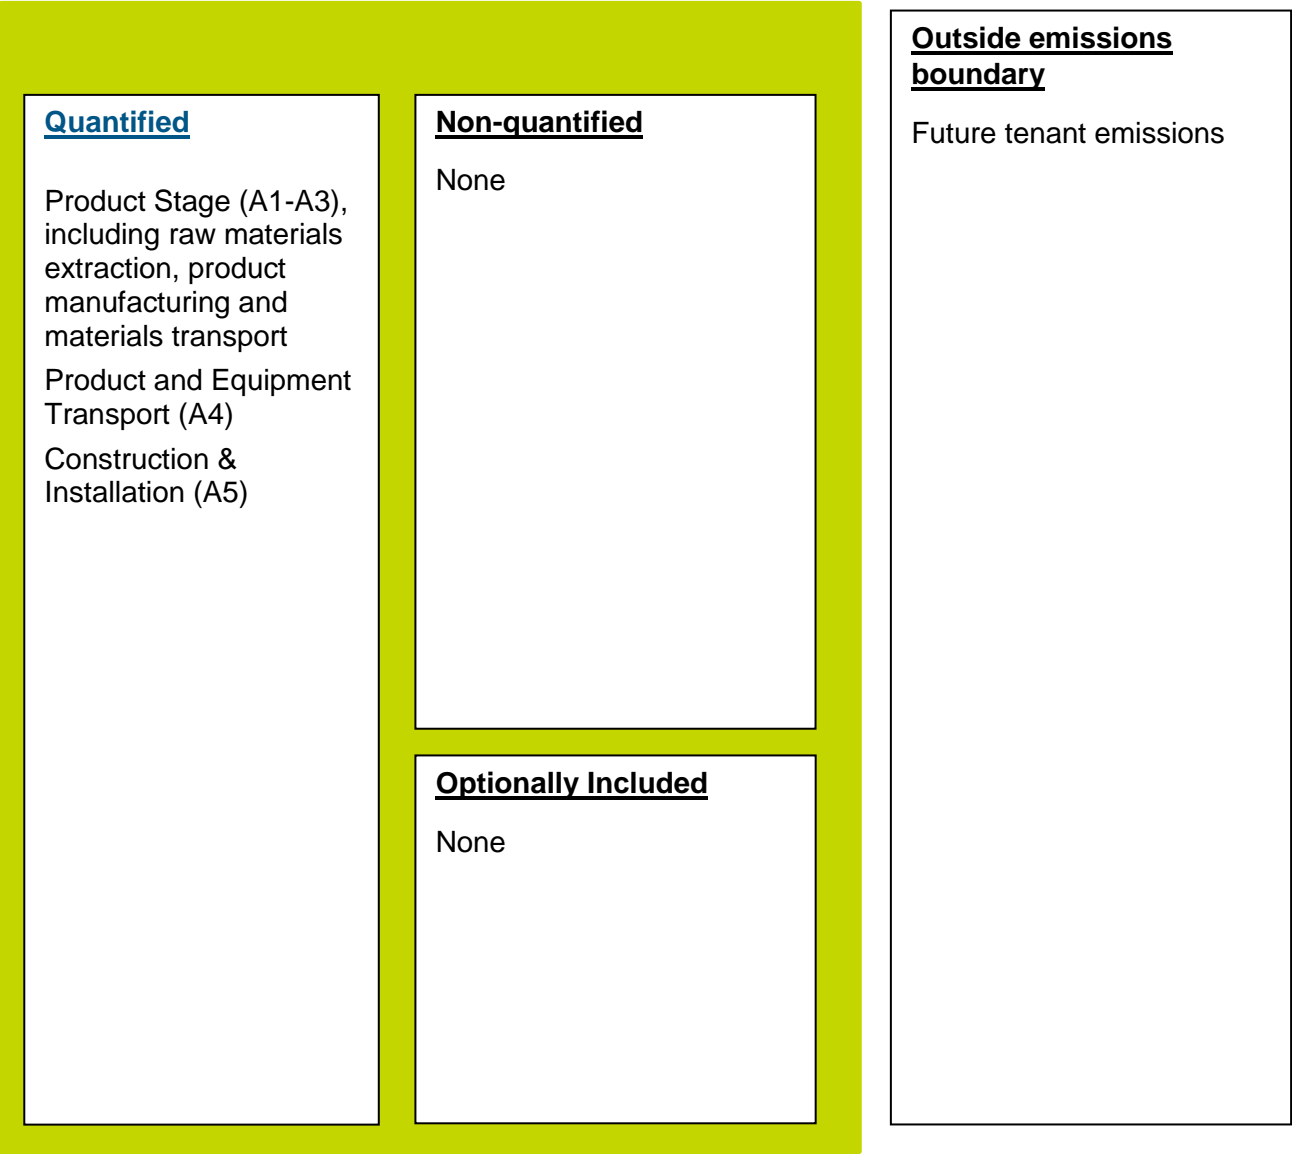 Quantified
Product Stage (A1-A3),
including raw materials
extraction, product
manufacturing and
materials transport
Product and Equipment
Transport (A4)
Construction &
Installation (A5)
Non-quantified
None
Optionally Included
None
Outside emissions
boundary
Future tenant emissions